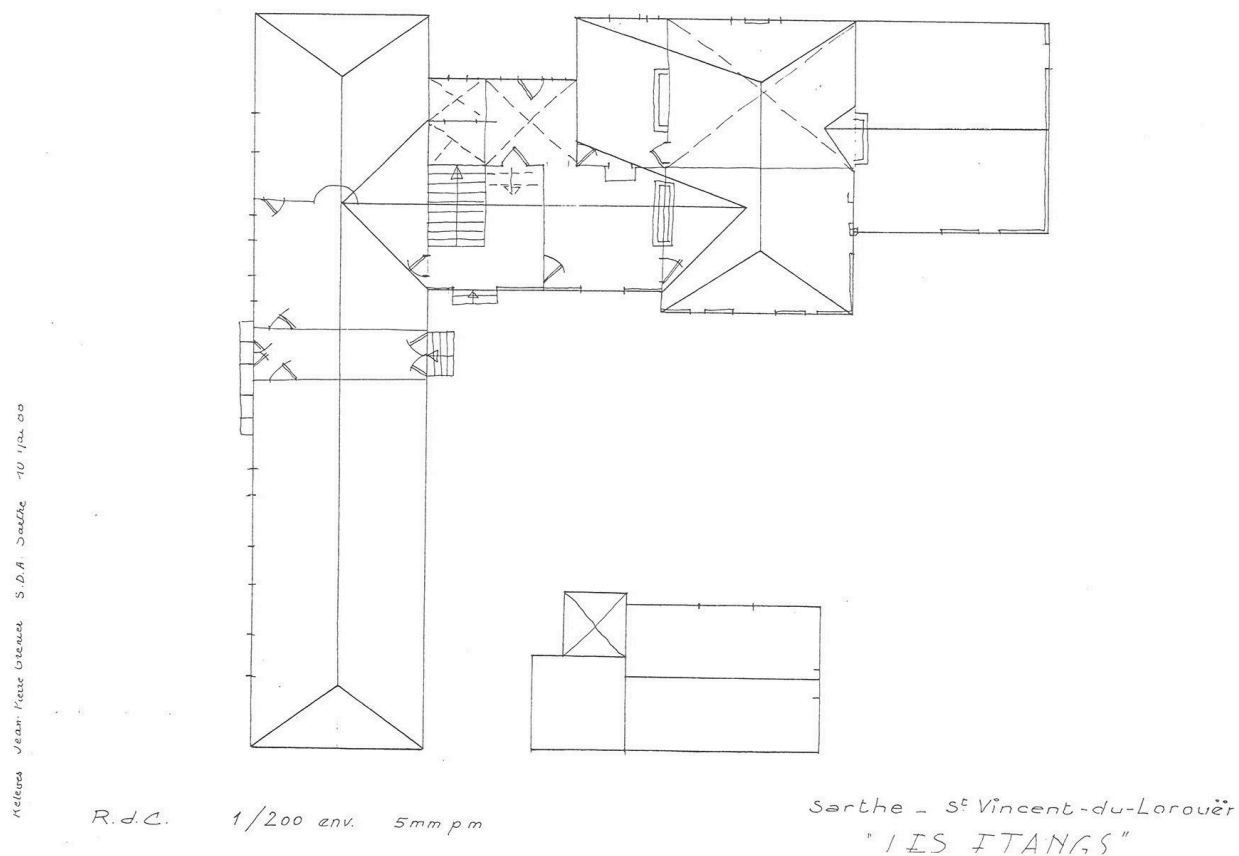 Relevés Jean-Pierre Grenier S.D.A. Sarthe 10 Mai 00
R.d.C. 1/200 env. 5mm p m
Sarthe - St Vincent-du-Lorouër
"LES ETANGS"